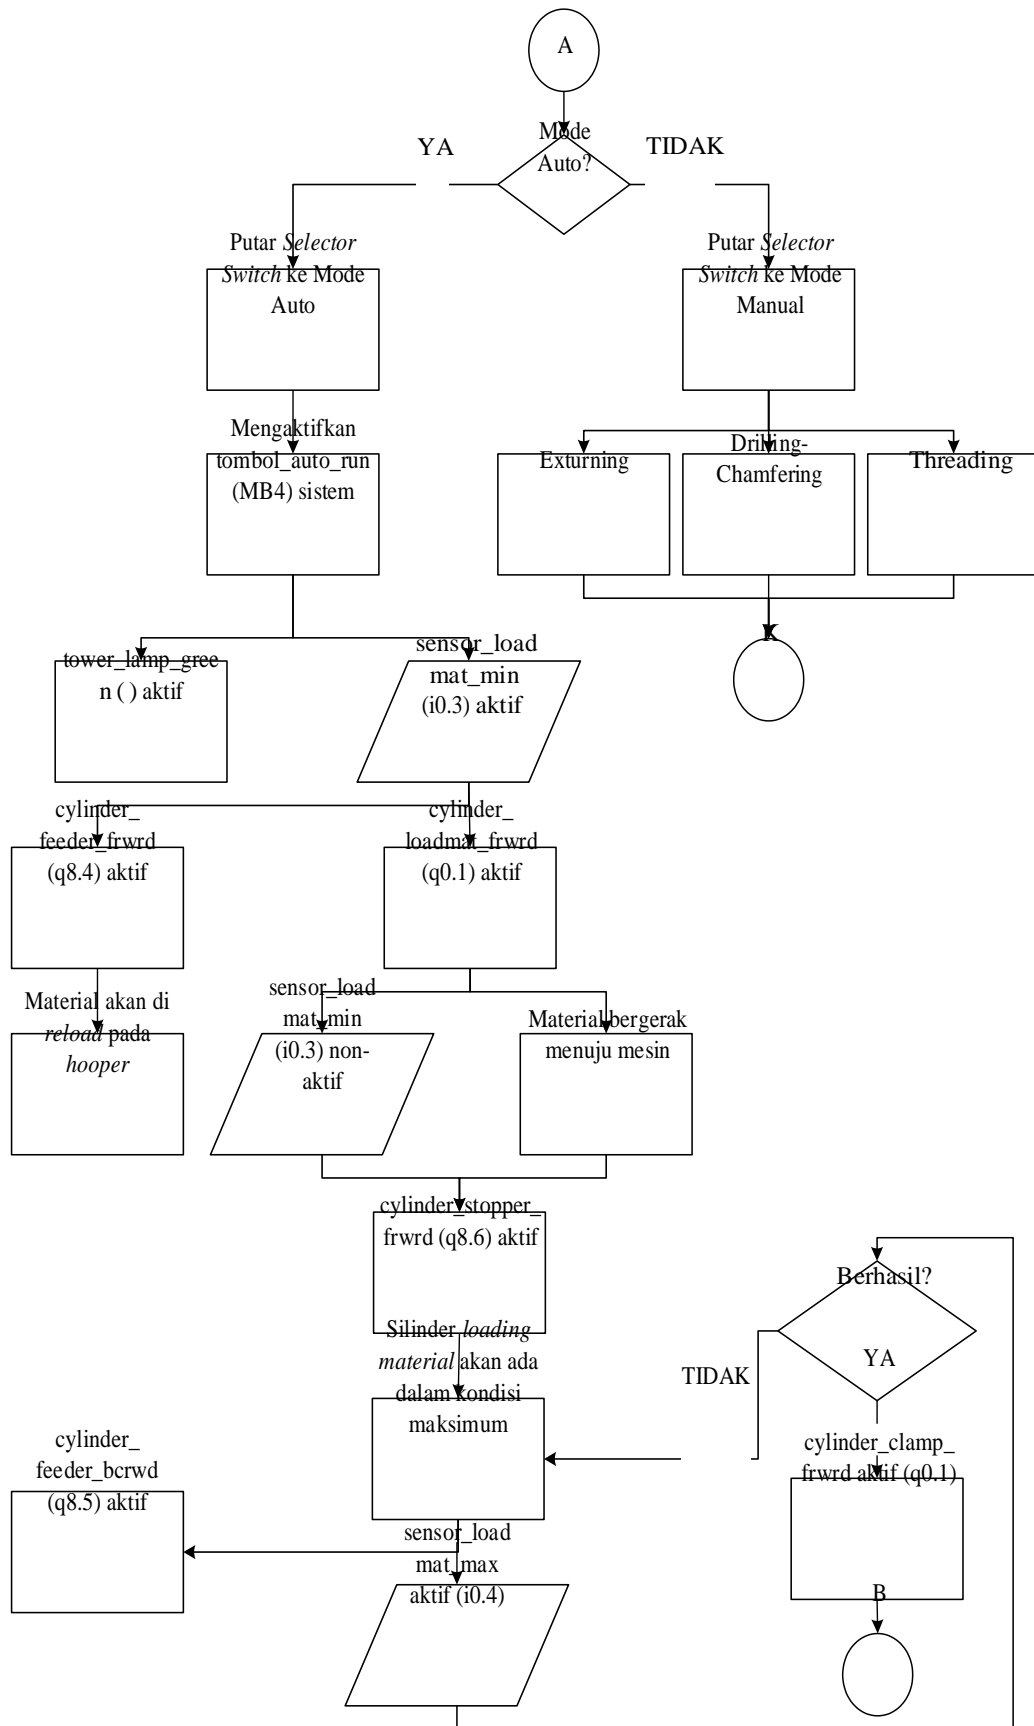 A
Mode
Auto?
YA
TIDAK
Putar Selector
Switch ke Mode
Auto
Putar Selector
Switch ke Mode
Manual
Mengaktifkan
tombol_auto_run
(MB4) sistem
Exturning
Drilling-
Chamfering
Threading
K
tower_lamp_gree
n ( ) aktif
sensor_load
mat_min
(i0.3) aktif
cylinder_
feeder_frwrd
(q8.4) aktif
cylinder_
loadmat_frwrd
(q0.1) aktif
Material akan di
reload pada
hooper
sensor_load
mat_min
(i0.3) non-
aktif
Material bergerak
menuju mesin
cylinder_stopper_
frwrd (q8.6) aktif
Silinder loading
material akan ada
dalam kondisi
maksimum
cylinder_
feeder_bcrwd
(q8.5) aktif
sensor_load
mat_max
aktif (i0.4)
Berhasil?
YA
TIDAK
cylinder_clamp_
frwrd aktif (q0.1)
B